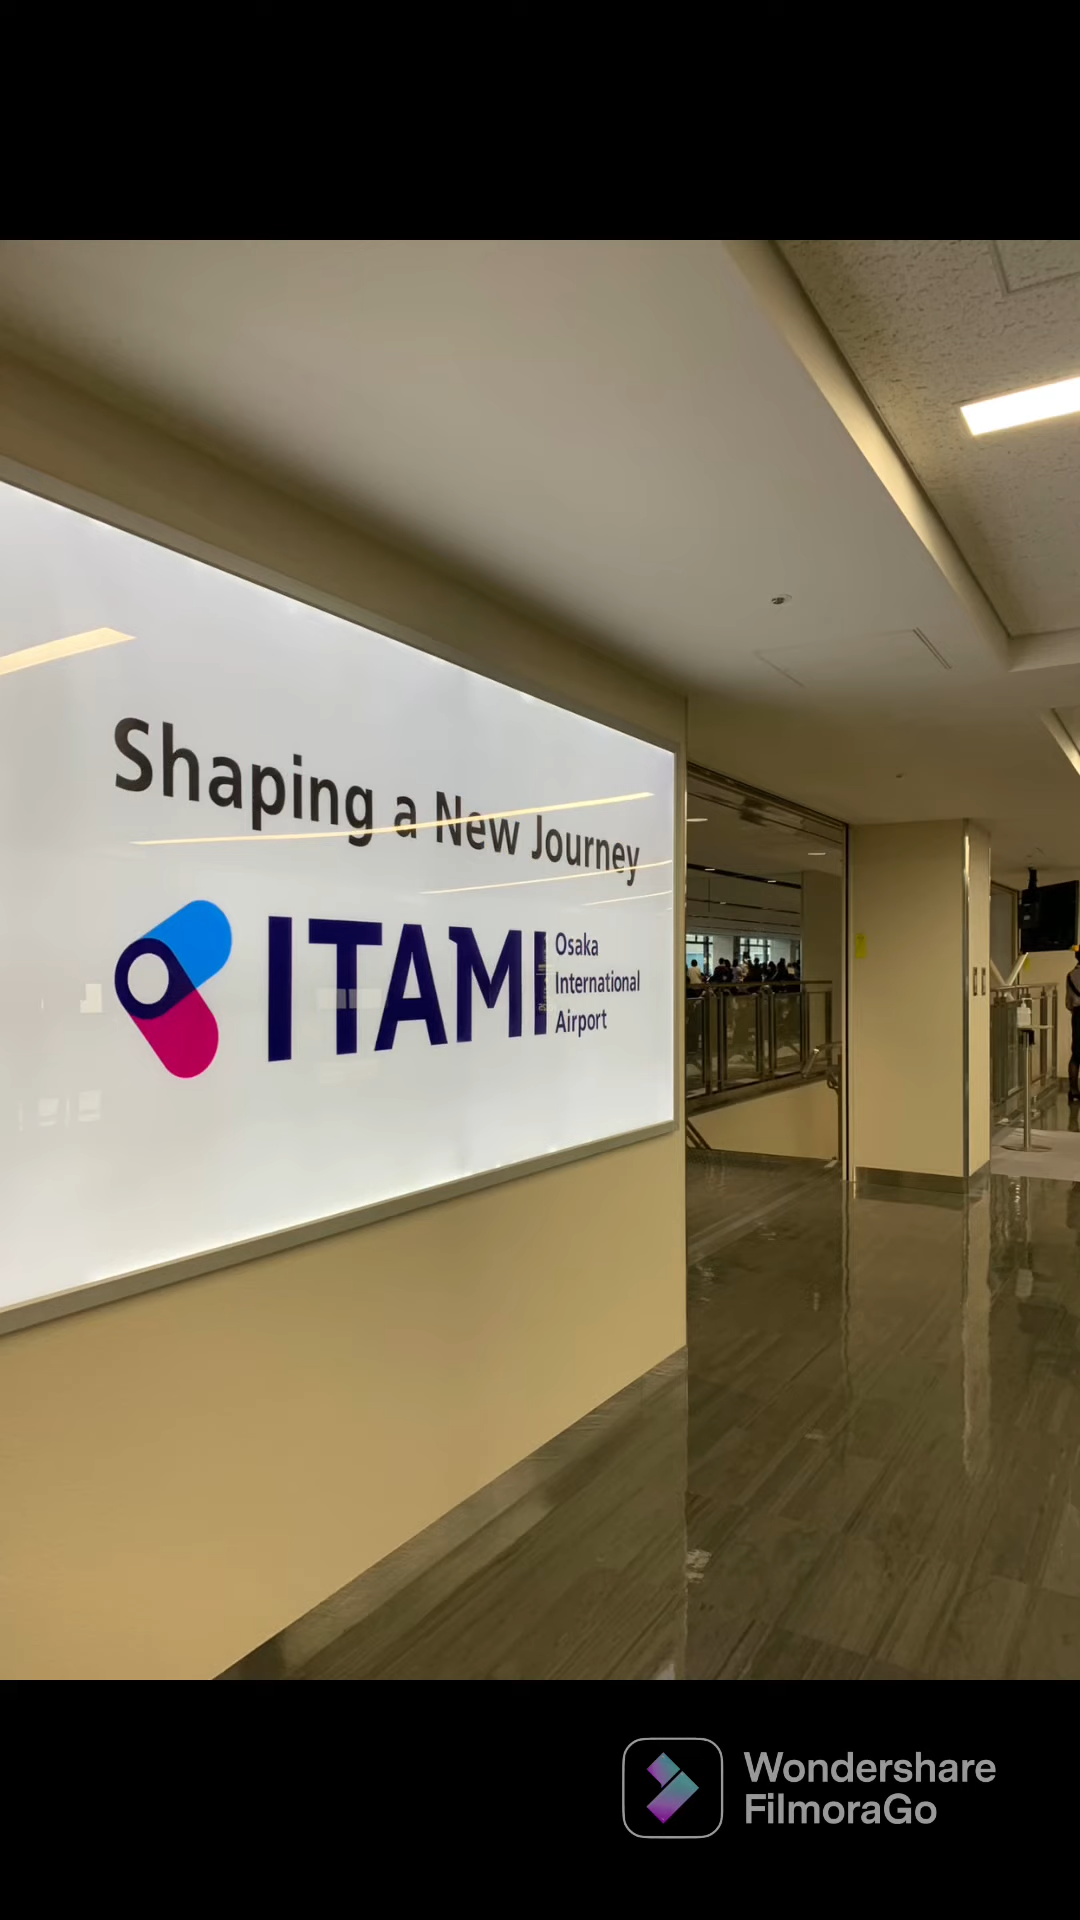 Shaping a New Journey
ITAMI
Osaka
International
Airport
Wondershare
FilmoraGo